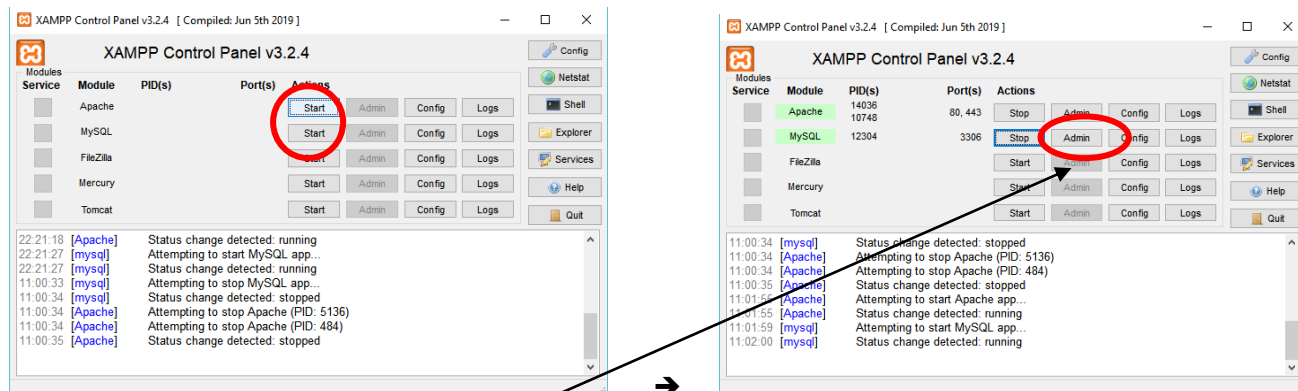 XAMPP Control Panel v3.2.4 [ Compiled: Jun 5th 2019 ]
XAMPP Control Panel v3.2.4
Config
Modules
Service Module PID(s) Port(s) Actions
Netstat
Apache Start Admin Config Logs
Shell
MySQL Start Admin Config Logs
Explorer
FileZilla Start Admin Config Logs
Services
Mercury Start Admin Config Logs
Help
Tomcat Start Admin Config Logs
Quit
22:21:18 [Apache] Status change detected: running
22:21:27 [mysql] Attempting to start MySQL app...
22:21:27 [mysql] Status change detected: running
11:00:33 [mysql] Attempting to stop MySQL app...
11:00:34 [mysql] Status change detected: stopped
11:00:34 [Apache] Attempting to stop Apache (PID: 5136)
11:00:34 [Apache] Attempting to stop Apache (PID: 484)
11:00:35 [Apache] Status change detected: stopped
➔
XAMPP Control Panel v3.2.4 [ Compiled: Jun 5th 2019 ]
XAMPP Control Panel v3.2.4
Config
Modules
Service Module PID(s) Port(s) Actions
Netstat
Apache 14036 10748 80, 443 Stop Admin Config Logs
Shell
MySQL 12304 3306 Stop Admin Config Logs
Explorer
FileZilla Start Admin Config Logs
Services
Mercury Start Admin Config Logs
Help
Tomcat Start Admin Config Logs
Quit
11:00:34 [mysql] Status change detected: stopped
11:00:34 [Apache] Attempting to stop Apache (PID: 5136)
11:00:34 [Apache] Attempting to stop Apache (PID: 484)
11:00:35 [Apache] Status change detected: stopped
11:01:55 [Apache] Attempting to start Apache app...
11:01:55 [Apache] Status change detected: running
11:01:59 [mysql] Attempting to start MySQL app...
11:02:00 [mysql] Status change detected: running